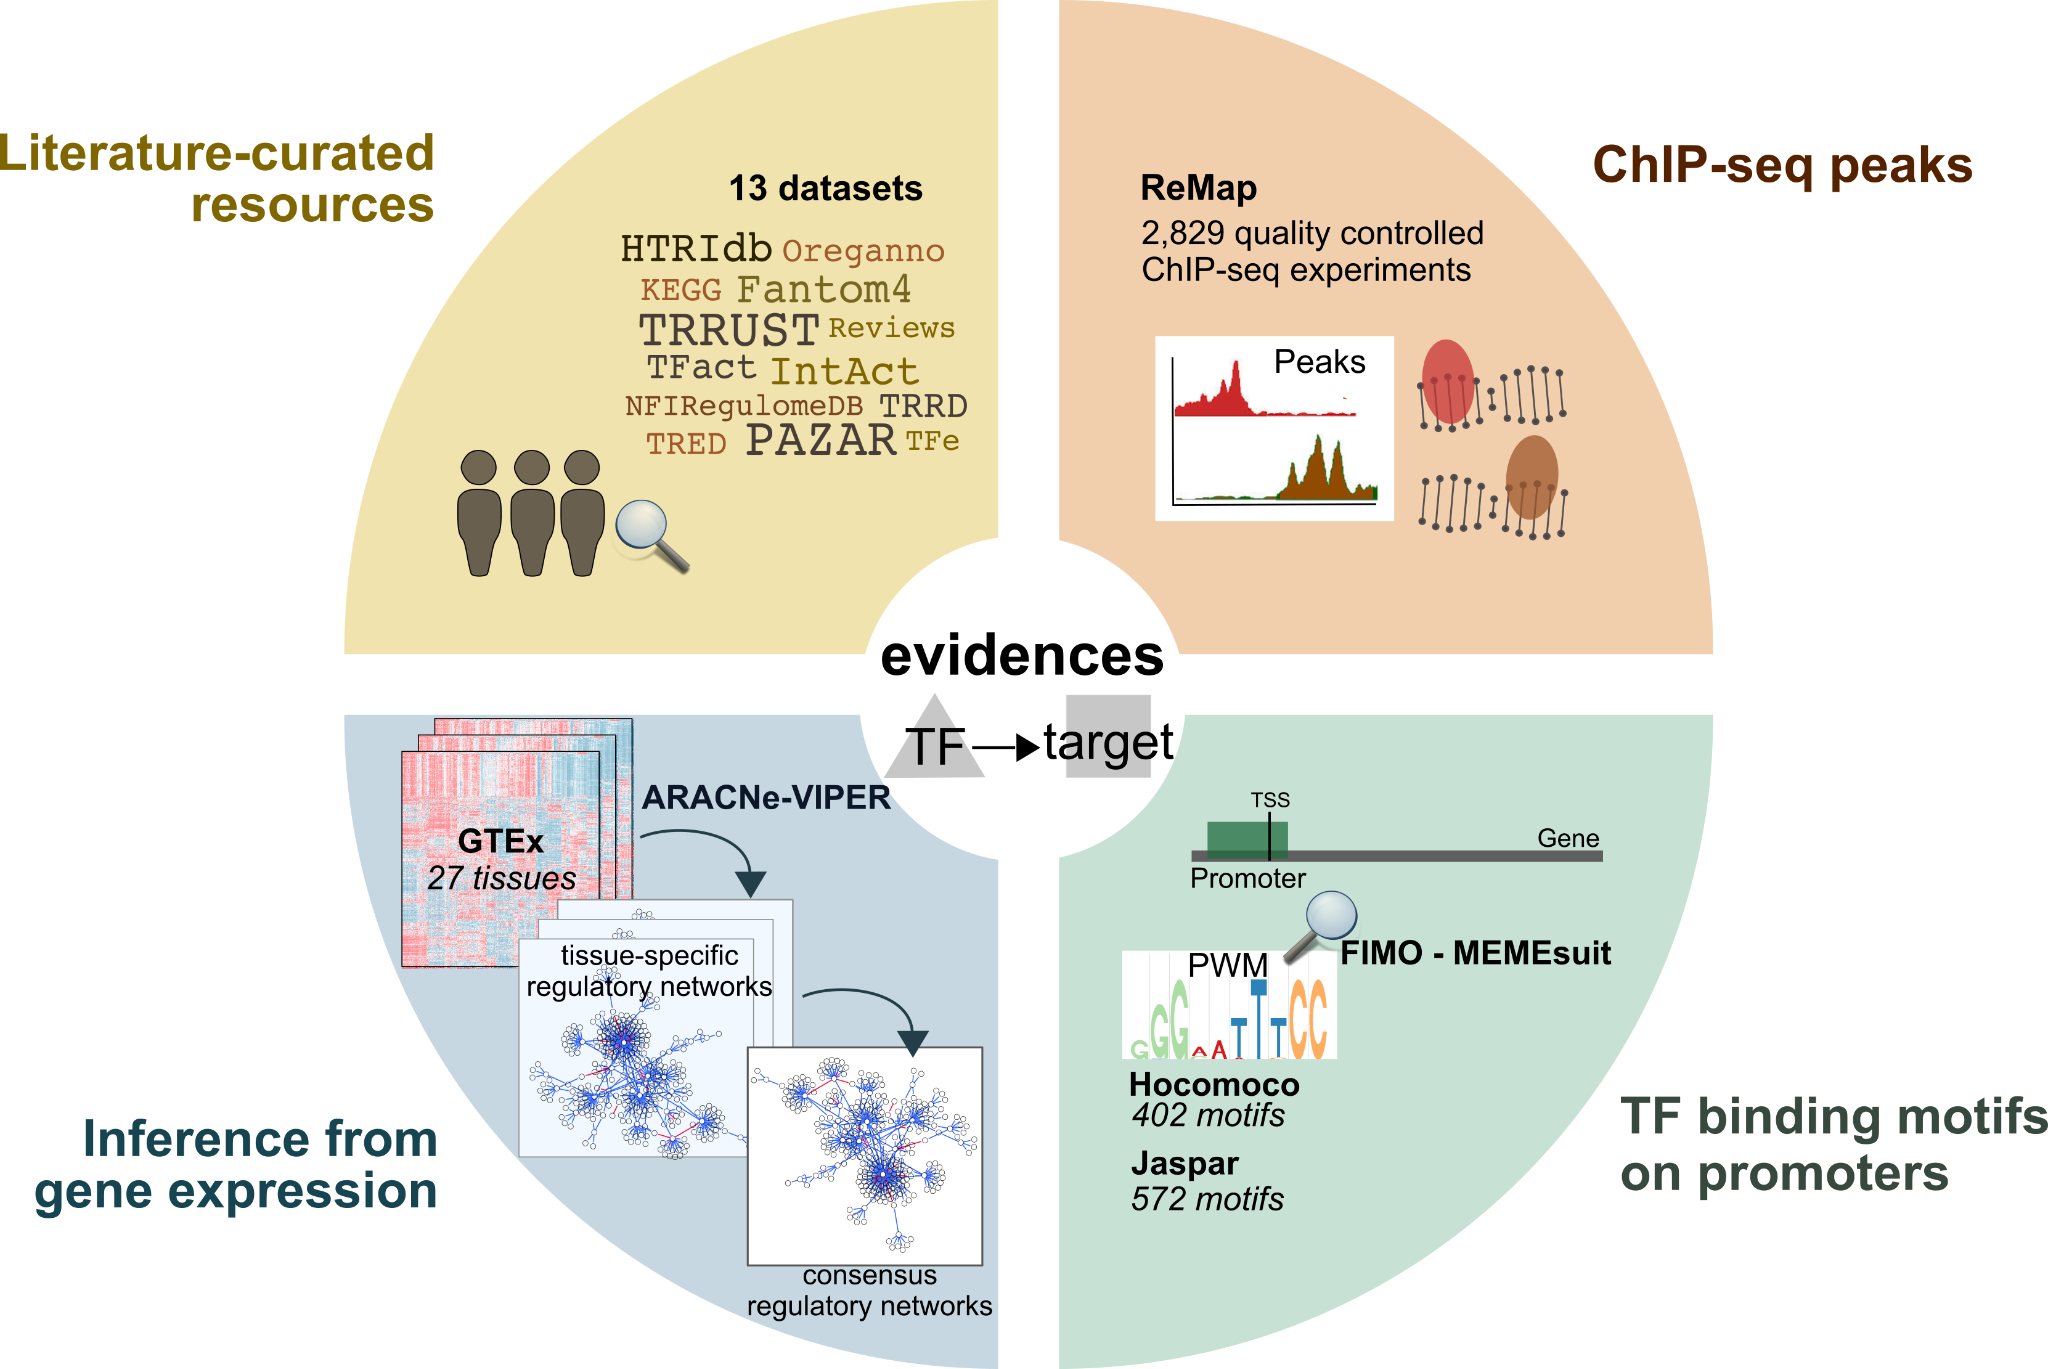 Literature-curated
resources
13 datasets
HTRIdb Oreganno
KEGG Fantom4
TRRUST Reviews
TFact IntAct
NFIRegulomeDB TRRD
TRED PAZAR TFe
ChIP-seq peaks
ReMap
2,829 quality controlled
ChIP-seq experiments
Peaks
evidences
TF target
Inference from
gene expression
GTEx
27 tissues
ARACNe-VIPER
tissue-specific
regulatory networks
consensus
regulatory networks
TF binding motifs
on promoters
TSS
Gene
Promoter
FIMO - MEMEsuit
PWM
GGGAATTTCC
Hocomoco
402 motifs
Jaspar
572 motifs